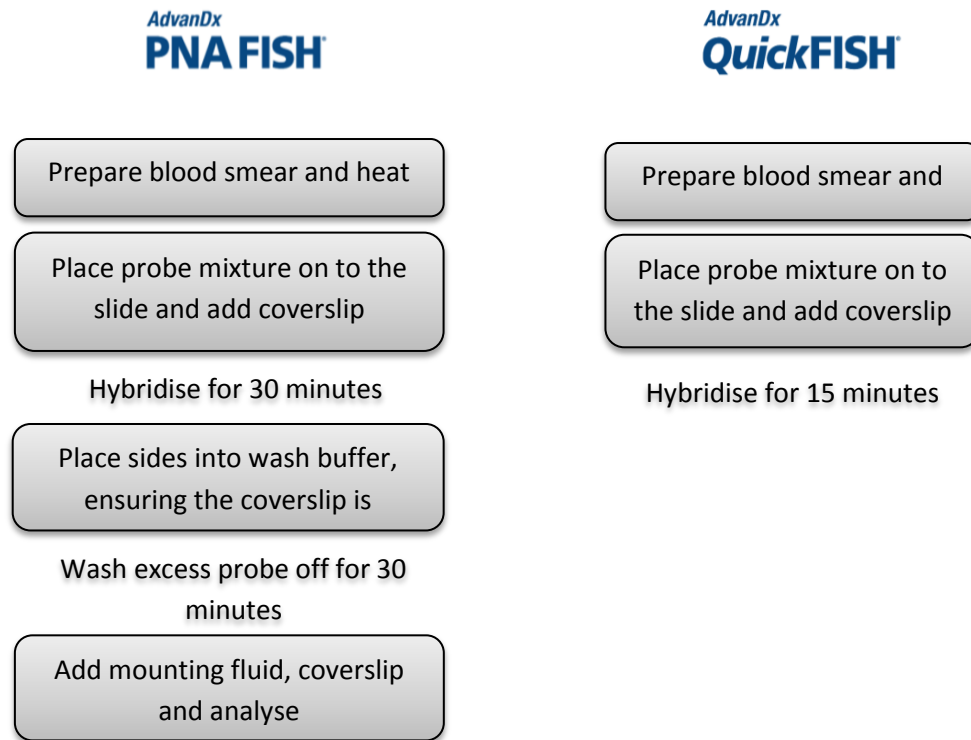 AdvanDx
PNA FISH®
Prepare blood smear and heat
Place probe mixture on to the
slide and add coverslip
Hybridise for 30 minutes
Place sides into wash buffer,
ensuring the coverslip is
Wash excess probe off for 30
minutes
Add mounting fluid, coverslip
and analyse
AdvanDx
QuickFISH®
Prepare blood smear and
Place probe mixture on to
the slide and add coverslip
Hybridise for 15 minutes